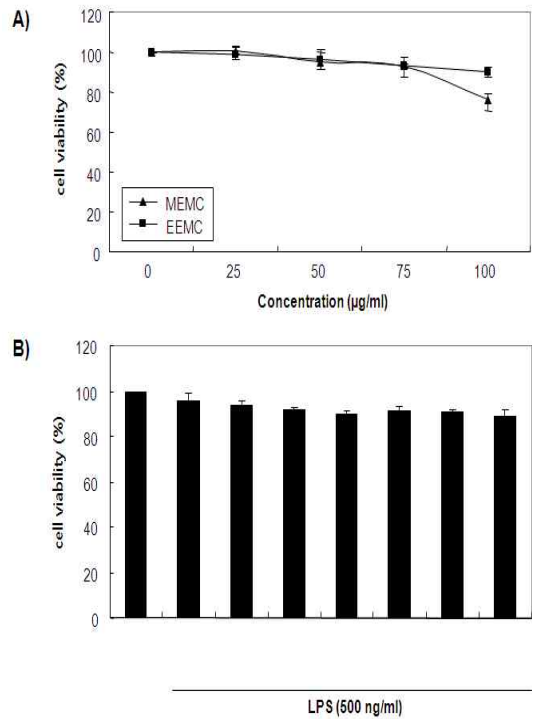 A)
120
100
80
60
40
20
0
cell viability (%)
MEMC
EEMC
0 25 50 75 100
Concentration (µg/ml)
B)
120
100
80
60
40
20
0
cell viability (%)
LPS (500 ng/ml)